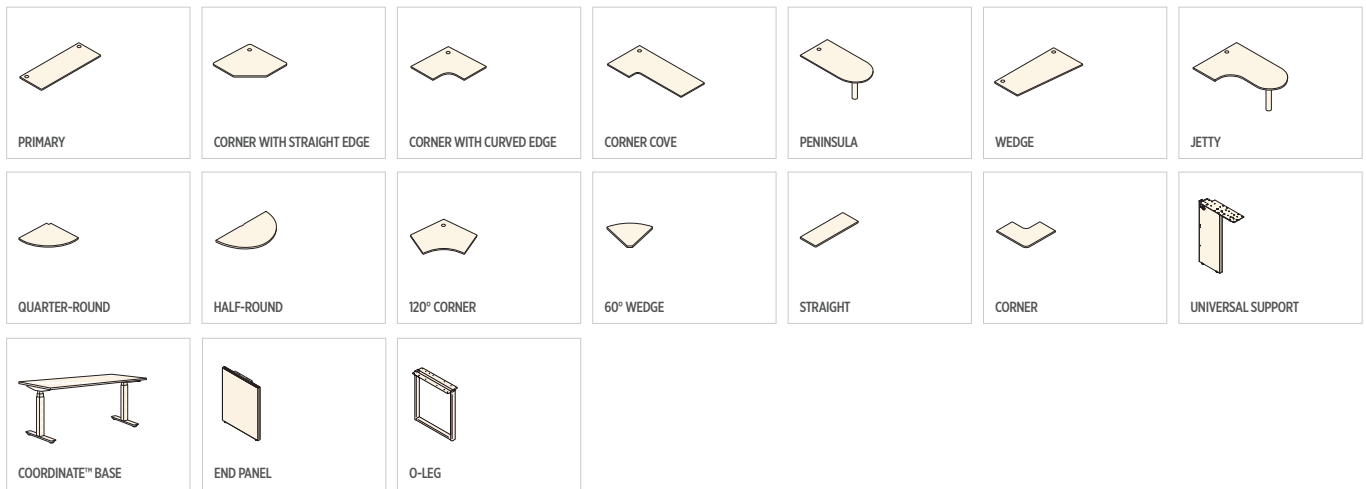 PRIMARY
CORNER WITH STRAIGHT EDGE
CORNER WITH CURVED EDGE
CORNER COVE
PENINSULA
WEDGE
JETTY
QUARTER-ROUND
HALF-ROUND
120° CORNER
60° WEDGE
STRAIGHT
CORNER
UNIVERSAL SUPPORT
COORDINATE™ BASE
END PANEL
O-LEG